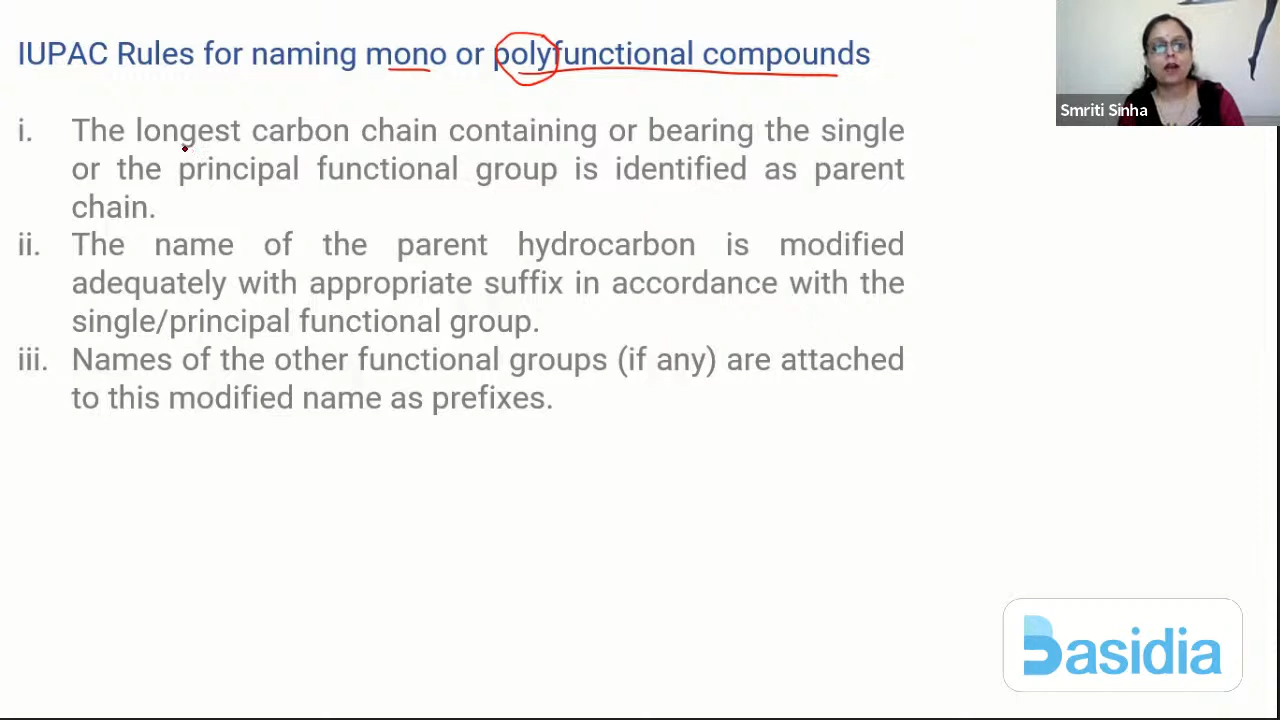 IUPAC Rules for naming mono or polyfunctional compounds
Smriti Sinha
i. The longest carbon chain containing or bearing the single
or the principal functional group is identified as parent
chain.
ii. The name of the parent hydrocarbon is modified
adequately with appropriate suffix in accordance with the
single/principal functional group.
iii. Names of the other functional groups (if any) are attached
to this modified name as prefixes.
Basidia